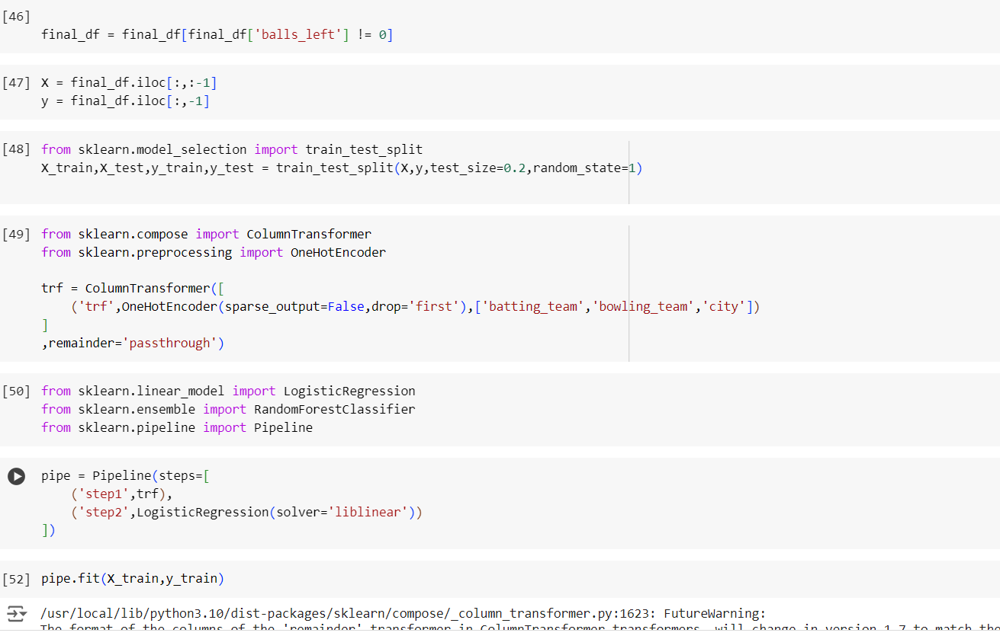 [46]
final_df = final_df[final_df['balls_left'] != 0]
[47] X = final_df.iloc[:,:-1]
y = final_df.iloc[:,-1]
[48] from sklearn.model_selection import train_test_split
X_train,X_test,y_train,y_test = train_test_split(X,y,test_size=0.2,random_state=1)
[49] from sklearn.compose import ColumnTransformer
from sklearn.preprocessing import OneHotEncoder
trf = ColumnTransformer([
('trf',OneHotEncoder(sparse_output=False,drop='first'),['batting_team','bowling_team','city'])
]
,remainder='passthrough')
[50] from sklearn.linear_model import LogisticRegression
from sklearn.ensemble import RandomForestClassifier
from sklearn.pipeline import Pipeline
pipe = Pipeline(steps=[
('step1',trf),
('step2',LogisticRegression(solver='liblinear'))
])
[52] pipe.fit(X_train,y_train)
/usr/local/lib/python3.10/dist-packages/sklearn/compose/_column_transformer.py:1623: FutureWarning:
The format of the columns of the 'remainder' transformer in ColumnTransformer.transformers_ will change in version 1.7 to match the